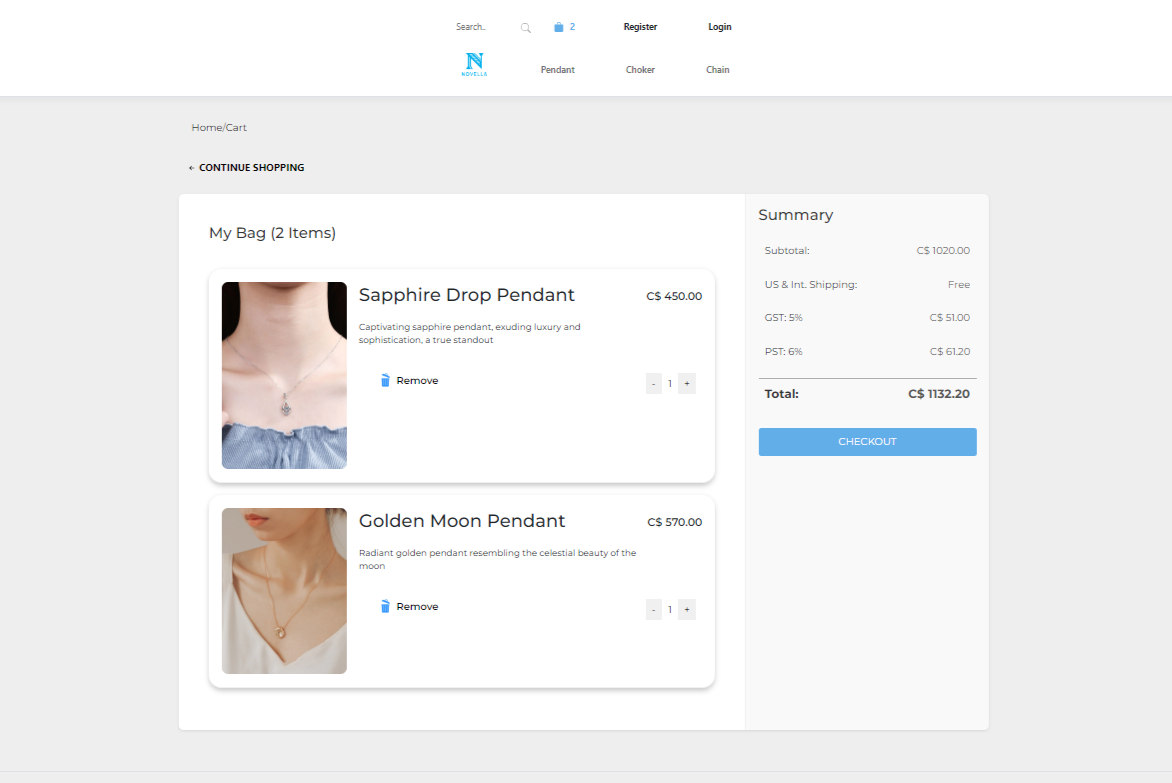 Search..
2
Register
Login
NOVELLA
Pendant
Choker
Chain
Home/Cart
← CONTINUE SHOPPING
My Bag (2 Items)
Sapphire Drop Pendant
C$ 450.00
Captivating sapphire pendant, exuding luxury and
sophistication, a true standout
Remove
- 1 +
Golden Moon Pendant
C$ 570.00
Radiant golden pendant resembling the celestial beauty of the
moon
Remove
- 1 +
Summary
Subtotal: C$ 1020.00
US & Int. Shipping: Free
GST: 5% C$ 51.00
PST: 6% C$ 61.20
Total: C$ 1132.20
CHECKOUT